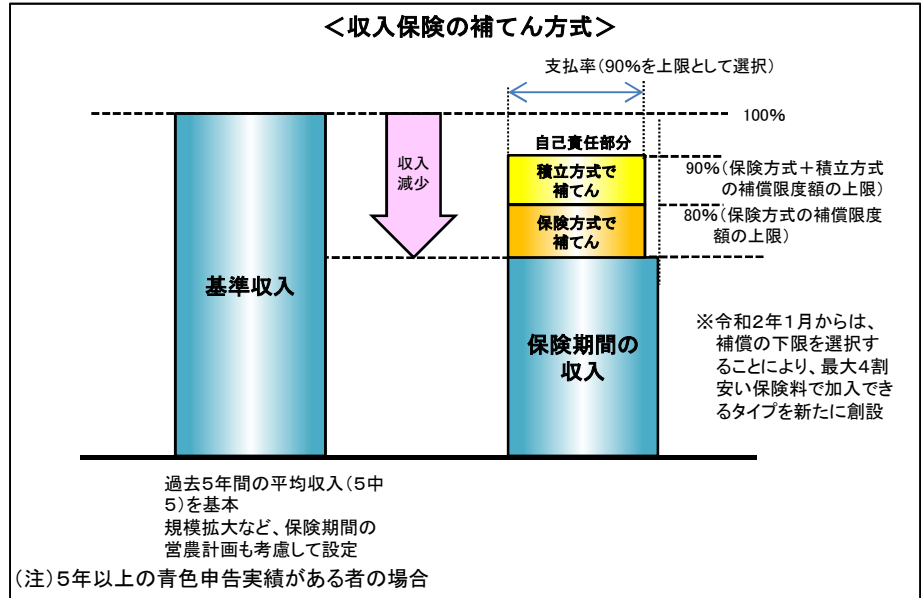 ＜収入保険の補てん方式＞
支払率（90%を上限として選択）
100%
自己責任部分
収入
減少
積立方式で
補てん
90%（保険方式＋積立方式
の補償限度額の上限）
保険方式で
補てん
80%（保険方式の補償限度
額の上限）
基準収入
保険期間の
収入
※令和２年１月からは、
補償の下限を選択す
ることにより、最大４割
安い保険料で加入でき
るタイプを新たに創設
過去５年間の平均収入（５中
５）を基本
規模拡大など、保険期間の
営農計画も考慮して設定
（注）５年以上の青色申告実績がある者の場合